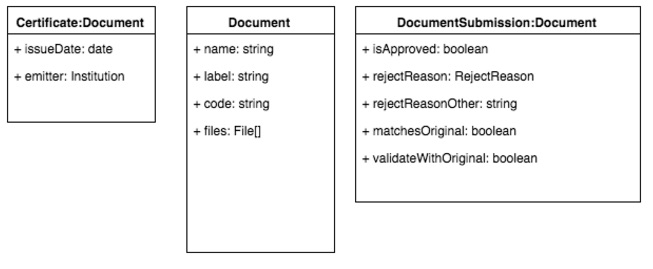 Certificate:Document
+ issueDate: date
+ emitter: Institution
Document
+ name: string
+ label: string
+ code: string
+ files: File[]
DocumentSubmission:Document
+ isApproved: boolean
+ rejectReason: RejectReason
+ rejectReasonOther: string
+ matchesOriginal: boolean
+ validateWithOriginal: boolean